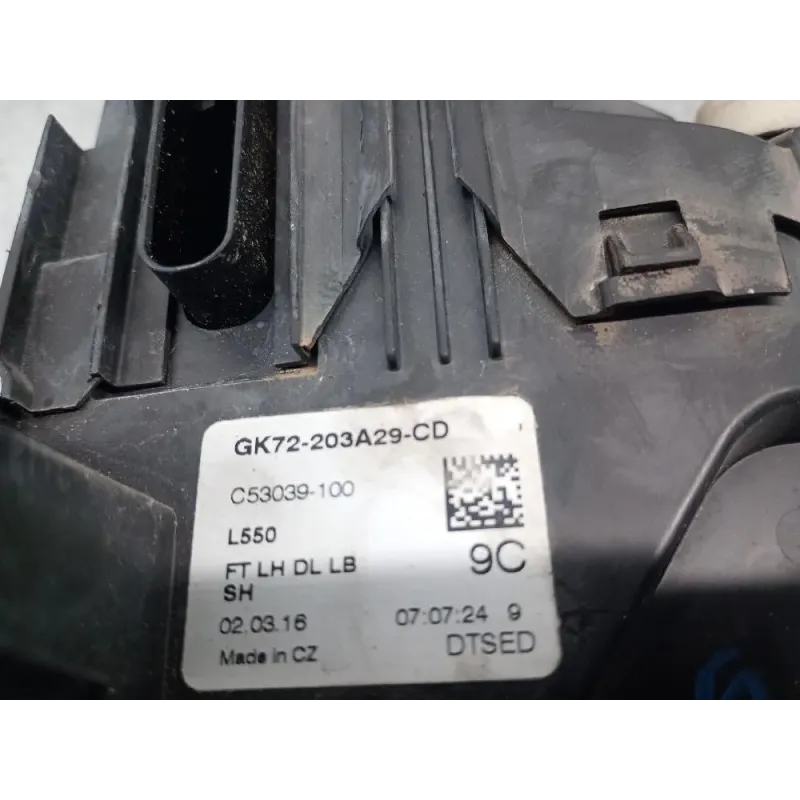 GK72-203A29-CD
C53039-100
L550
FT LH DL LB
SH
9C
02.03.16 07:07:24 9
Made in CZ DTSED